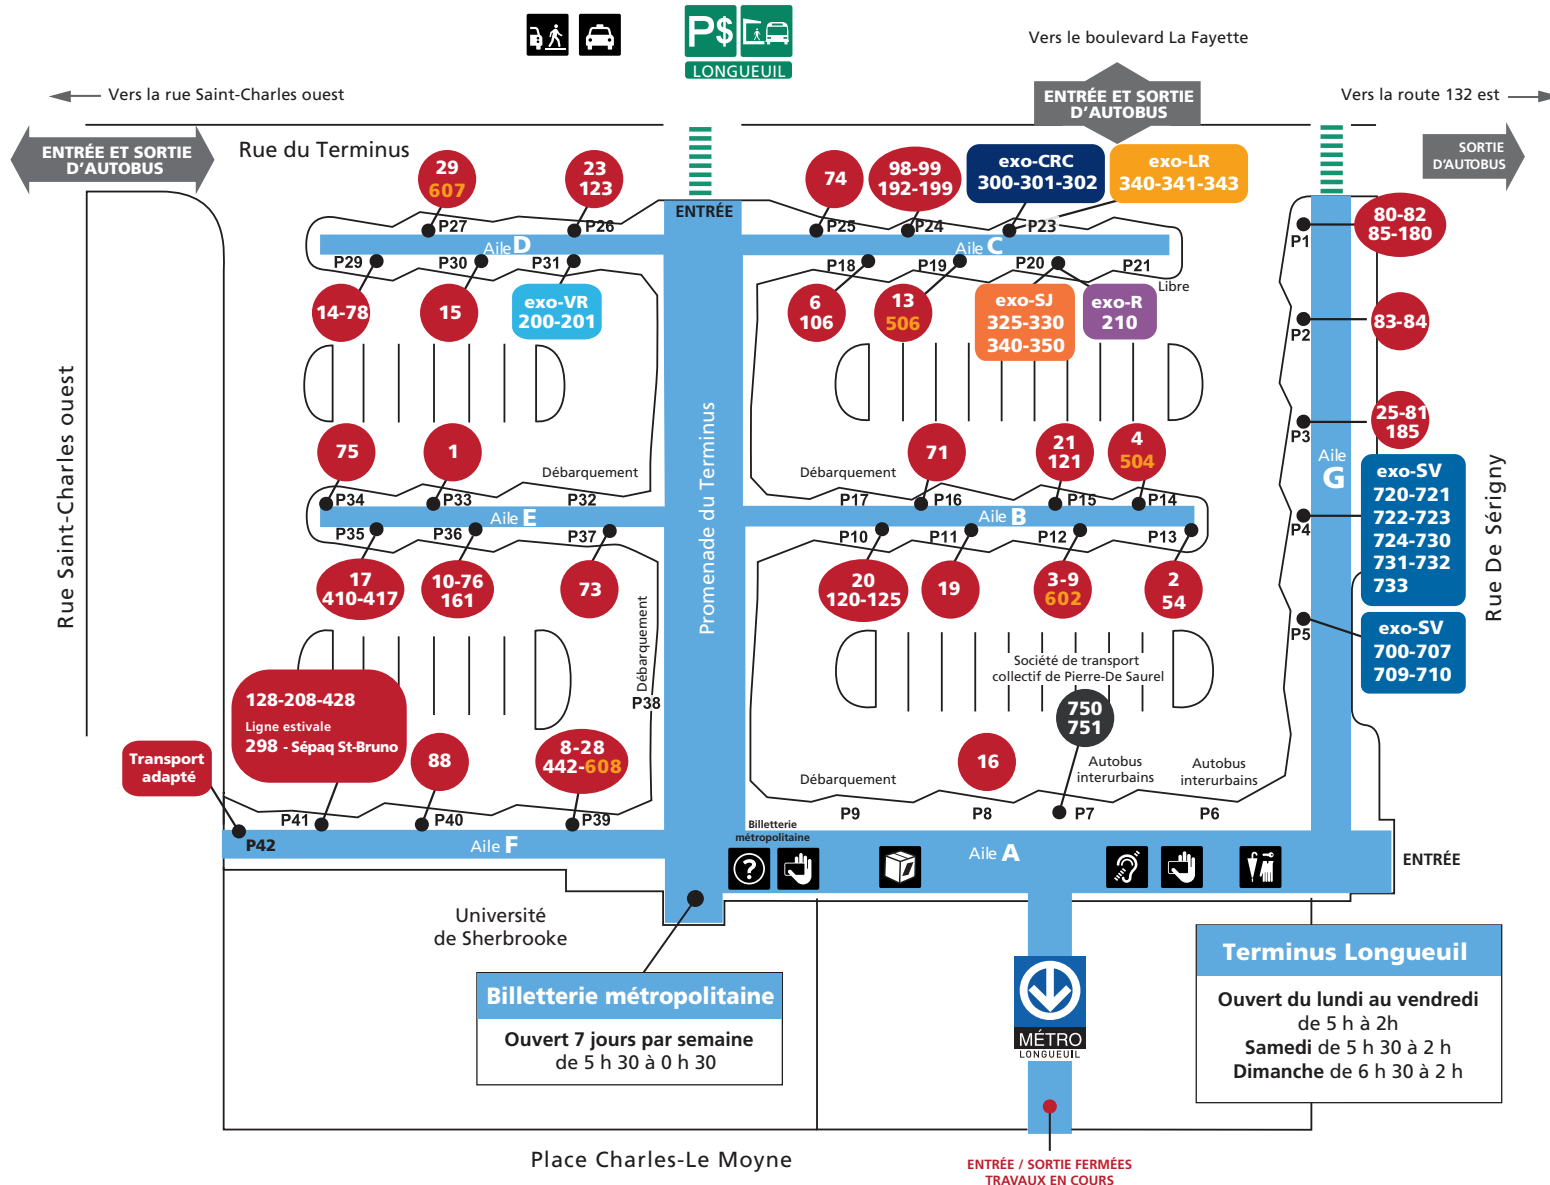 P$
LONGUEUIL
Vers le boulevard La Fayette
Vers la rue Saint-Charles ouest
ENTRÉE ET SORTIE
D'AUTOBUS
Vers la route 132 est
ENTRÉE ET SORTIE
D'AUTOBUS
Rue du Terminus
SORTIE
D'AUTOBUS
29
607
23
123
74
98-99
192-199
exo-CRC
300-301-302
exo-LR
340-341-343
80-82
85-180
ENTRÉE
P27
P26
P25
P24
P23
P1
Aile D
Aile C
P29
P30
P31
P18
P19
P20
P21
Libre
14-78
15
exo-VR
200-201
6
106
13
506
exo-SJ
325-330
340-350
exo-R
210
P2
83-84
Rue Saint-Charles ouest
Promenade du Terminus
Rue De Sérigny
P3
25-81
185
75
1
Débarquement
Débarquement
71
21
121
4
504
Aile
G
exo-SV
720-721
722-723
724-730
731-732
733
P34
P33
P32
P17
P16
P15
P14
P4
Aile E
Aile B
P35
P36
P37
P10
P11
P12
P13
17
410-417
10-76
161
73
20
120-125
19
3-9
602
2
54
P5
exo-SV
700-707
709-710
Débarquement
P38
Société de transport
collectif de Pierre-De Saurel
750
751
128-208-428
Ligne estivale
298 - Sépaq St-Bruno
Transport
adapté
88
8-28
442-608
16
Débarquement
Autobus
interurbains
Autobus
interurbains
P41
P40
P39
P9
P8
P7
P6
P42
Aile F
Billetterie
métropolitaine
Aile A
?
ENTRÉE
Université
de Sherbrooke
Billetterie métropolitaine
Ouvert 7 jours par semaine
de 5 h 30 à 0 h 30
MÉTRO
LONGUEUIL
Terminus Longueuil
Ouvert du lundi au vendredi
de 5 h à 2h
Samedi de 5 h 30 à 2 h
Dimanche de 6 h 30 à 2 h
Place Charles-Le Moyne
ENTRÉE / SORTIE FERMÉES
TRAVAUX EN COURS